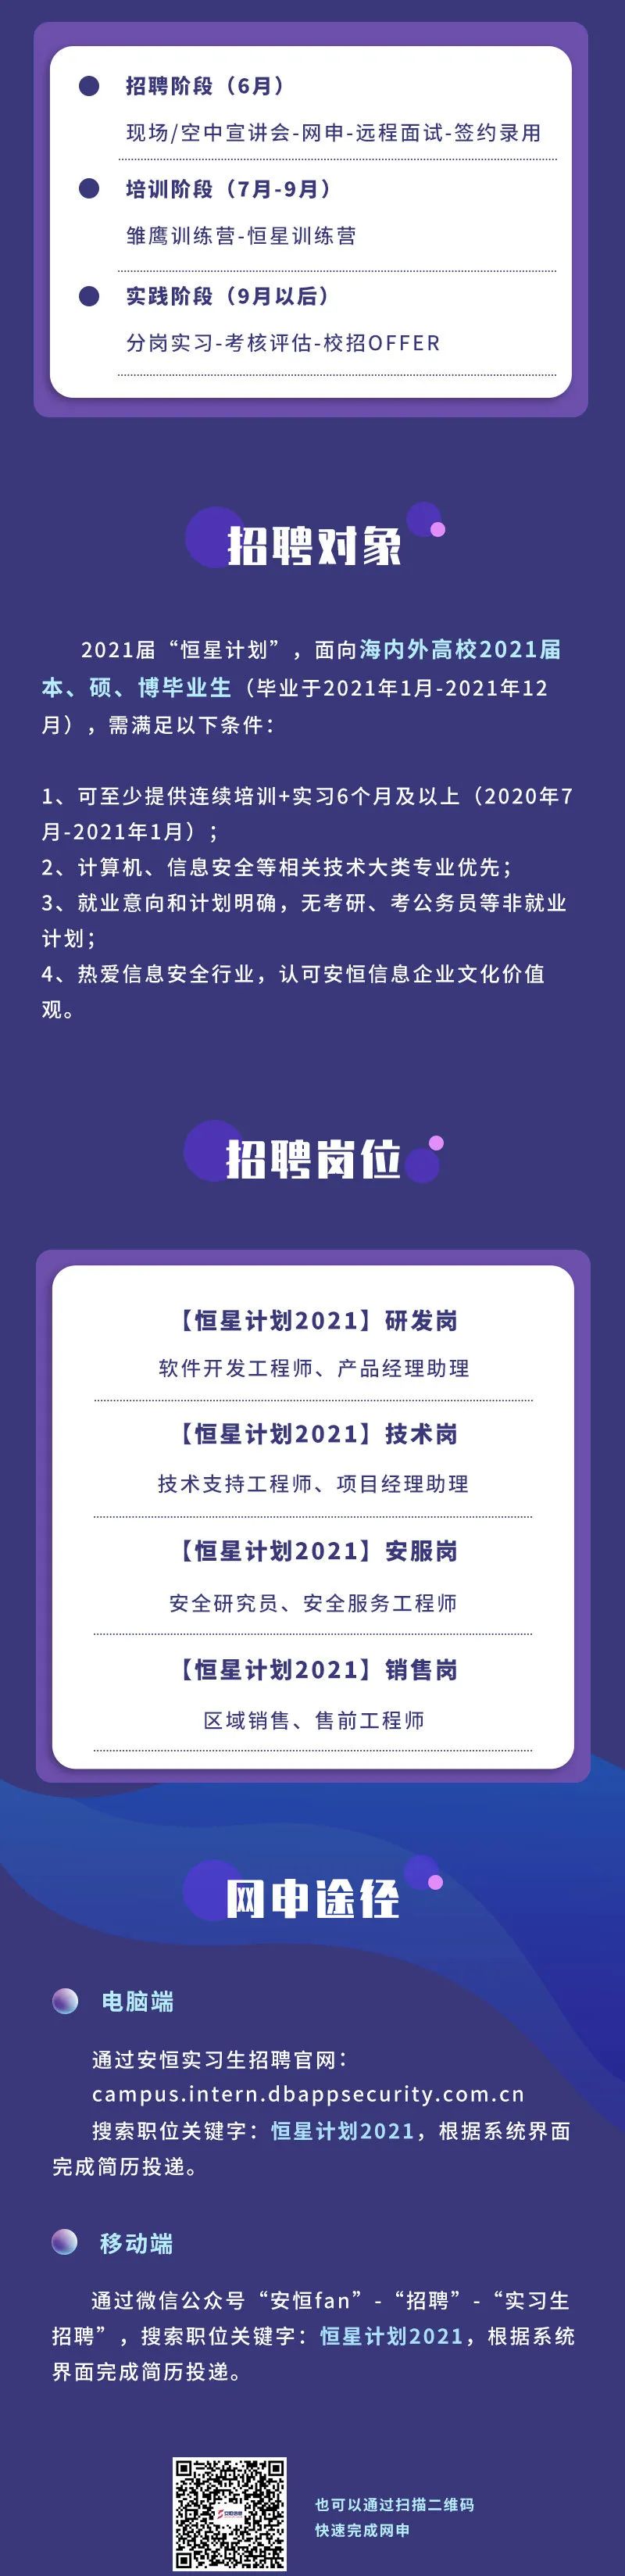 招聘阶段（6月）
现场/空中宣讲会-网申-远程面试-签约录用
培训阶段（7月-9月）
雏鹰训练营-恒星训练营
实践阶段（9月以后）
分岗实习-考核评估-校招OFFER
招聘对象
2021届“恒星计划”，面向海内外高校2021届
本、硕、博毕业生（毕业于2021年1月-2021年12
月），需满足以下条件：
1、可至少提供连续培训+实习6个月及以上（2020年7
月-2021年1月）；
2、计算机、信息安全等相关技术大类专业优先；
3、就业意向和计划明确，无考研、考公务员等非就业
计划；
4、热爱信息安全行业，认可安恒信息企业文化价值
观。
招聘岗位
【恒星计划2021】研发岗
软件开发工程师、产品经理助理
【恒星计划2021】技术岗
技术支持工程师、项目经理助理
【恒星计划2021】安服岗
安全研究员、安全服务工程师
【恒星计划2021】销售岗
区域销售、售前工程师
网申途径
电脑端
通过安恒实习生招聘官网：
campus.intern.dbappsecurity.com.cn
搜索职位关键字：恒星计划2021，根据系统界面
完成简历投递。
移动端
通过微信公众号“安恒fan”-“招聘”-“实习生
招聘”，搜索职位关键字：恒星计划2021，根据系统
界面完成简历投递。
安恒信息
也可以通过扫描二维码
快速完成网申